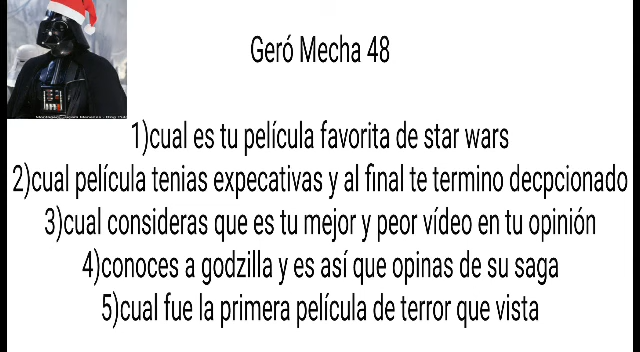 Geró Mecha 48
1)cual es tu película favorita de star wars
2)cual película tenias expecativas y al final te termino decpcionado
3)cual consideras que es tu mejor y peor vídeo en tu opinión
4)conoces a godzilla y es así que opinas de su saga
5)cual fue la primera película de terror que vista